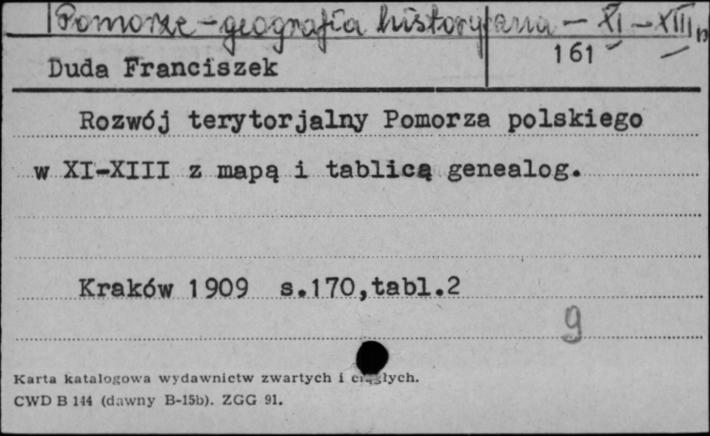 Pomorze - geografia historyczna - XI - XIII
161
Duda Franciszek
Rozwój terytorjalny Pomorza polskiego
w XI-XIII z mapą i tablicą genealog.
Kraków 1909 s.170,tabl.2
9
Karta katalogowa wydawnictw zwartych i ciągłych.
CWD B 144 (dawny B-15b). ZGG 91.